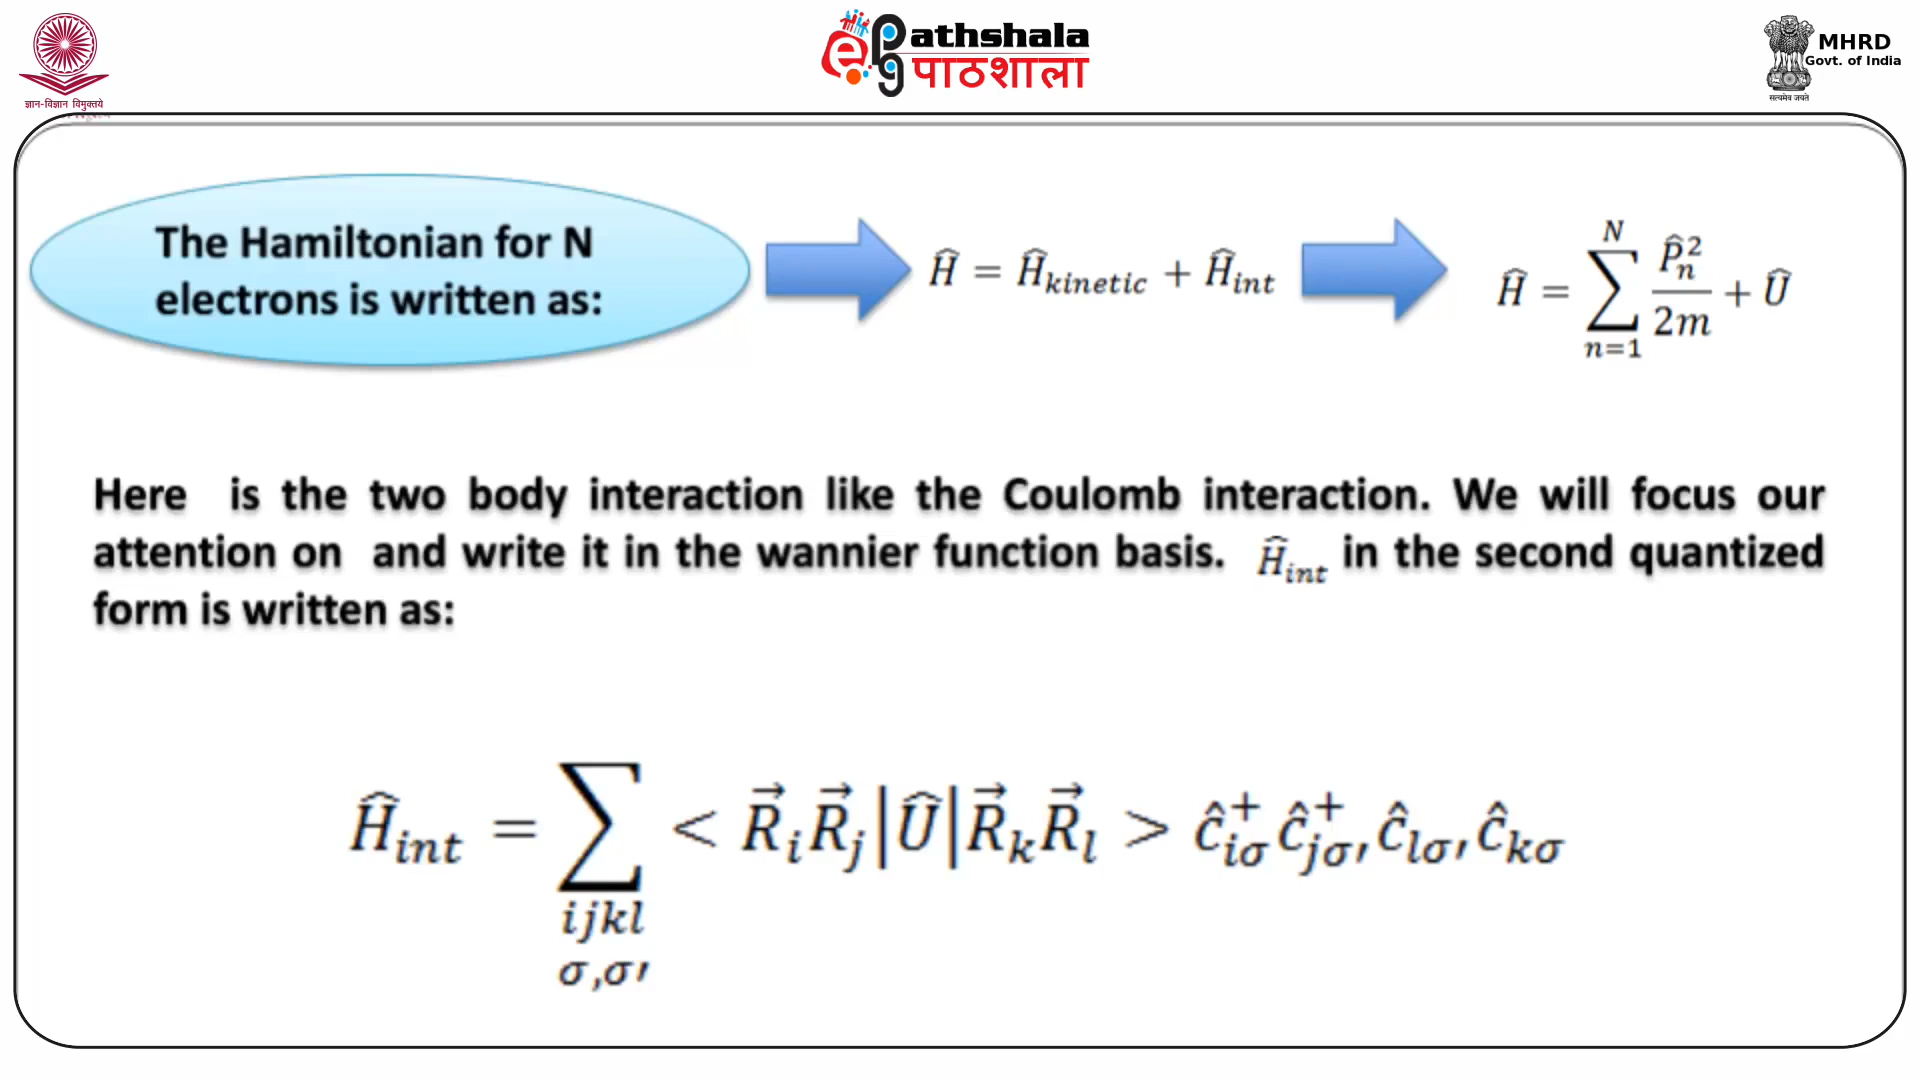 ज्ञान-विज्ञान विमुक्तये
ePathshala
पाठशाला
सत्यमेव जयते
MHRD
Govt. of India
The Hamiltonian for N
electrons is written as:
Ĥ = Ĥ_kinetic + Ĥ_int
Ĥ = ∑_{n=1}^{N} P̂_n^2/2m + Û
Here is the two body interaction like the Coulomb interaction. We will focus our
attention on and write it in the wannier function basis. Ĥ_int in the second quantized
form is written as:
Ĥ_int = ∑_{ijkl σ,σ′} < R⃗_i R⃗_j |Û| R⃗_k R⃗_l > ĉ⁺_{iσ} ĉ⁺_{jσ′} ĉ_{lσ′} ĉ_{kσ}